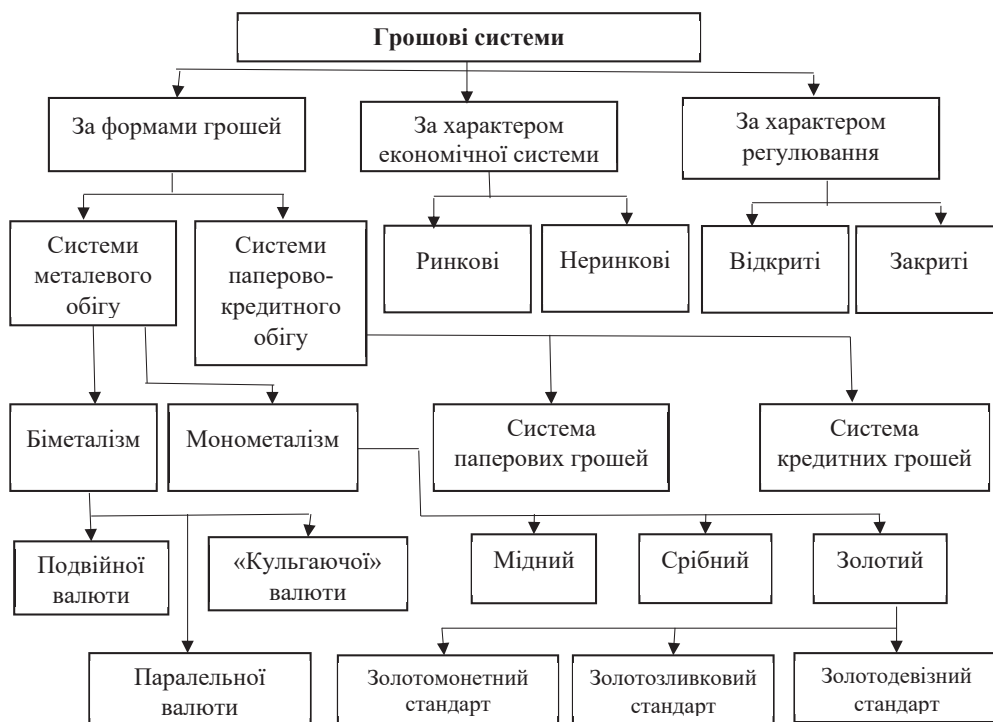 Грошові системи
За формами грошей
За характером
економічної системи
За характером
регулювання
Системи
металевого
обігу
Системи
паперово-
кредитного
обігу
Ринкові
Неринкові
Відкриті
Закриті
Біметалізм
Монометалізм
Система
паперових грошей
Система
кредитних грошей
Подвійної
валюти
«Кульгаючої»
валюти
Мідний
Срібний
Золотий
Паралельної
валюти
Золотомонетний
стандарт
Золотозливковий
стандарт
Золотодевізний
стандарт